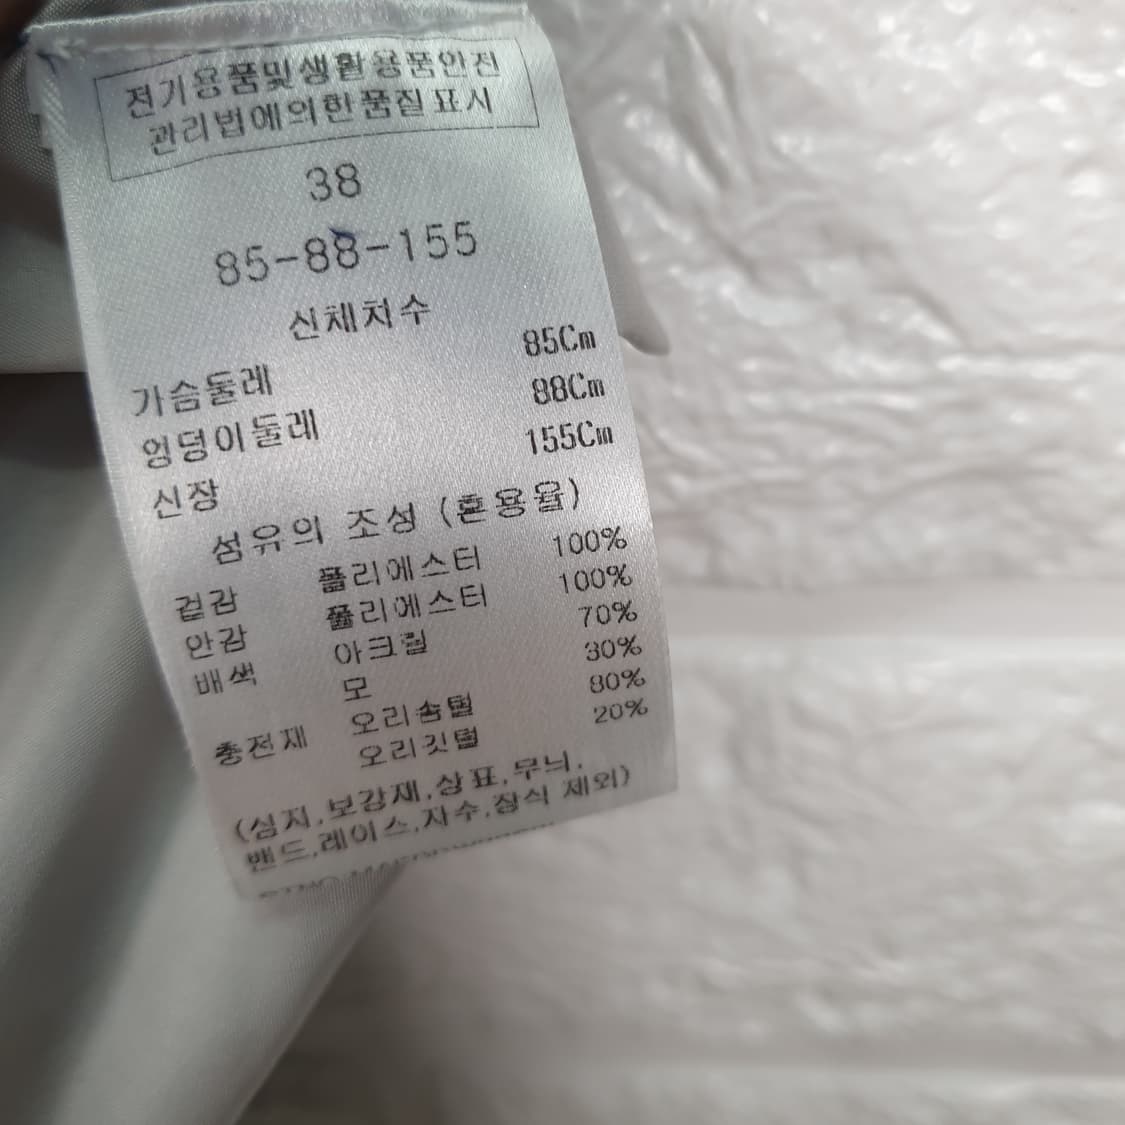 전기용품및생활용품안전
관리법에의한품질표시
38
85-88-155
신체치수
가슴둘레 85Cm
엉덩이둘레 88Cm
신장 155Cm
섬유의 조성 (혼용율)
겉감 폴리에스터 100%
안감 폴리에스터 100%
배색 아크릴 70%
모 30%
충전재 오리솜털 80%
오리깃털 20%
(심지,보강재,상표,무늬,
밴드,레이스,자수,장식 제외)